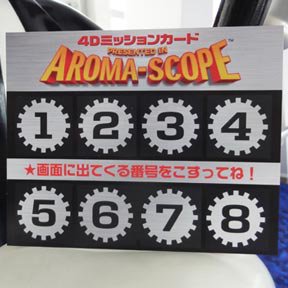 4Dミッションカード
PRESENTED IN
AROMA-SCOPE™
1 2 3 4
★画面に出てくる番号をこすってね！
5 6 7 8